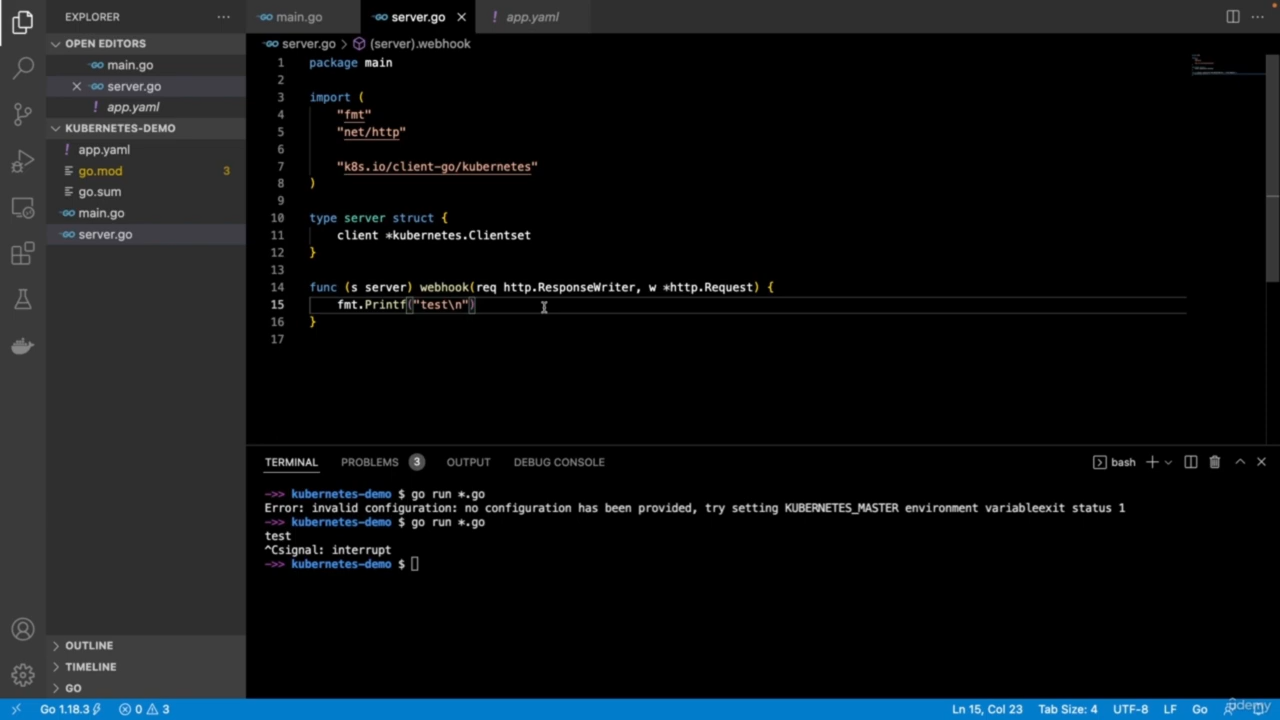 EXPLORER
OPEN EDITORS
main.go
server.go
app.yaml
KUBERNETES-DEMO
app.yaml
go.mod 3
go.sum
main.go
server.go
OUTLINE
TIMELINE
GO
main.go server.go app.yaml
server.go > (server).webhook
1 package main
2
3 import (
4 "fmt"
5 "net/http"
6
7 "k8s.io/client-go/kubernetes"
8 )
9
10 type server struct {
11 client *kubernetes.Clientset
12 }
13
14 func (s server) webhook(req http.ResponseWriter, w *http.Request) {
15 fmt.Printf("test\n")
16 }
17
TERMINAL PROBLEMS 3 OUTPUT DEBUG CONSOLE bash
->> kubernetes-demo $ go run *.go
Error: invalid configuration: no configuration has been provided, try setting KUBERNETES_MASTER environment variableexit status 1
->> kubernetes-demo $ go run *.go
test
^Csignal: interrupt
->> kubernetes-demo $
Go 1.18.3 0 3 Ln 15, Col 23 Tab Size: 4 UTF-8 LF Go
udemy